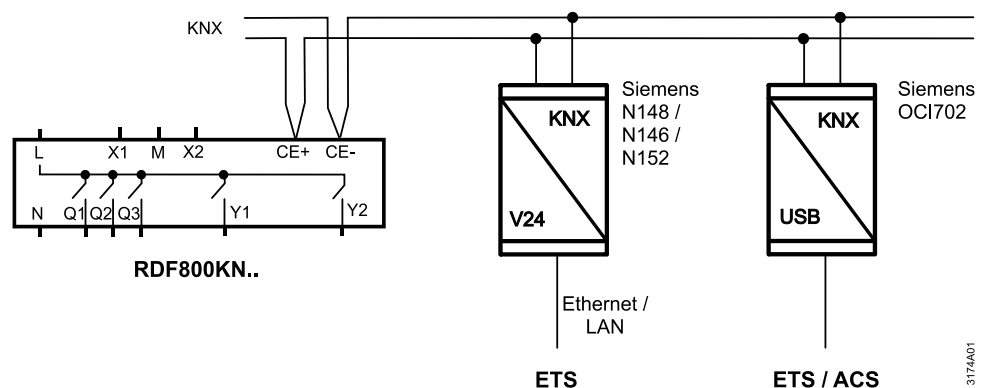 KNX
L
X1
M
X2
CE+
CE-
N
Q1
Q2
Q3
Y1
Y2
RDF800KN..
KNX
V24
Siemens
N148 /
N146 /
N152
Ethernet /
LAN
ETS
KNX
USB
Siemens
OCI702
ETS / ACS
3174A01